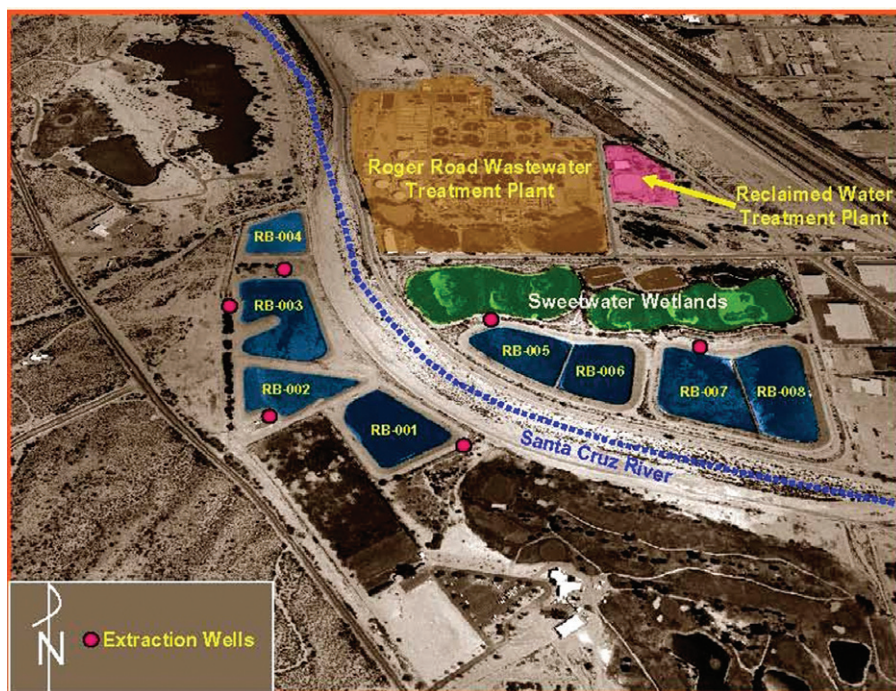 Roger Road Wastewater
Treatment Plant
Reclaimed Water
Treatment Plant
RB-004
RB-003
Sweetwater Wetlands
RB-005
RB-006
RB-007
RB-008
RB-002
RB-001
Santa Cruz River
N
Extraction Wells